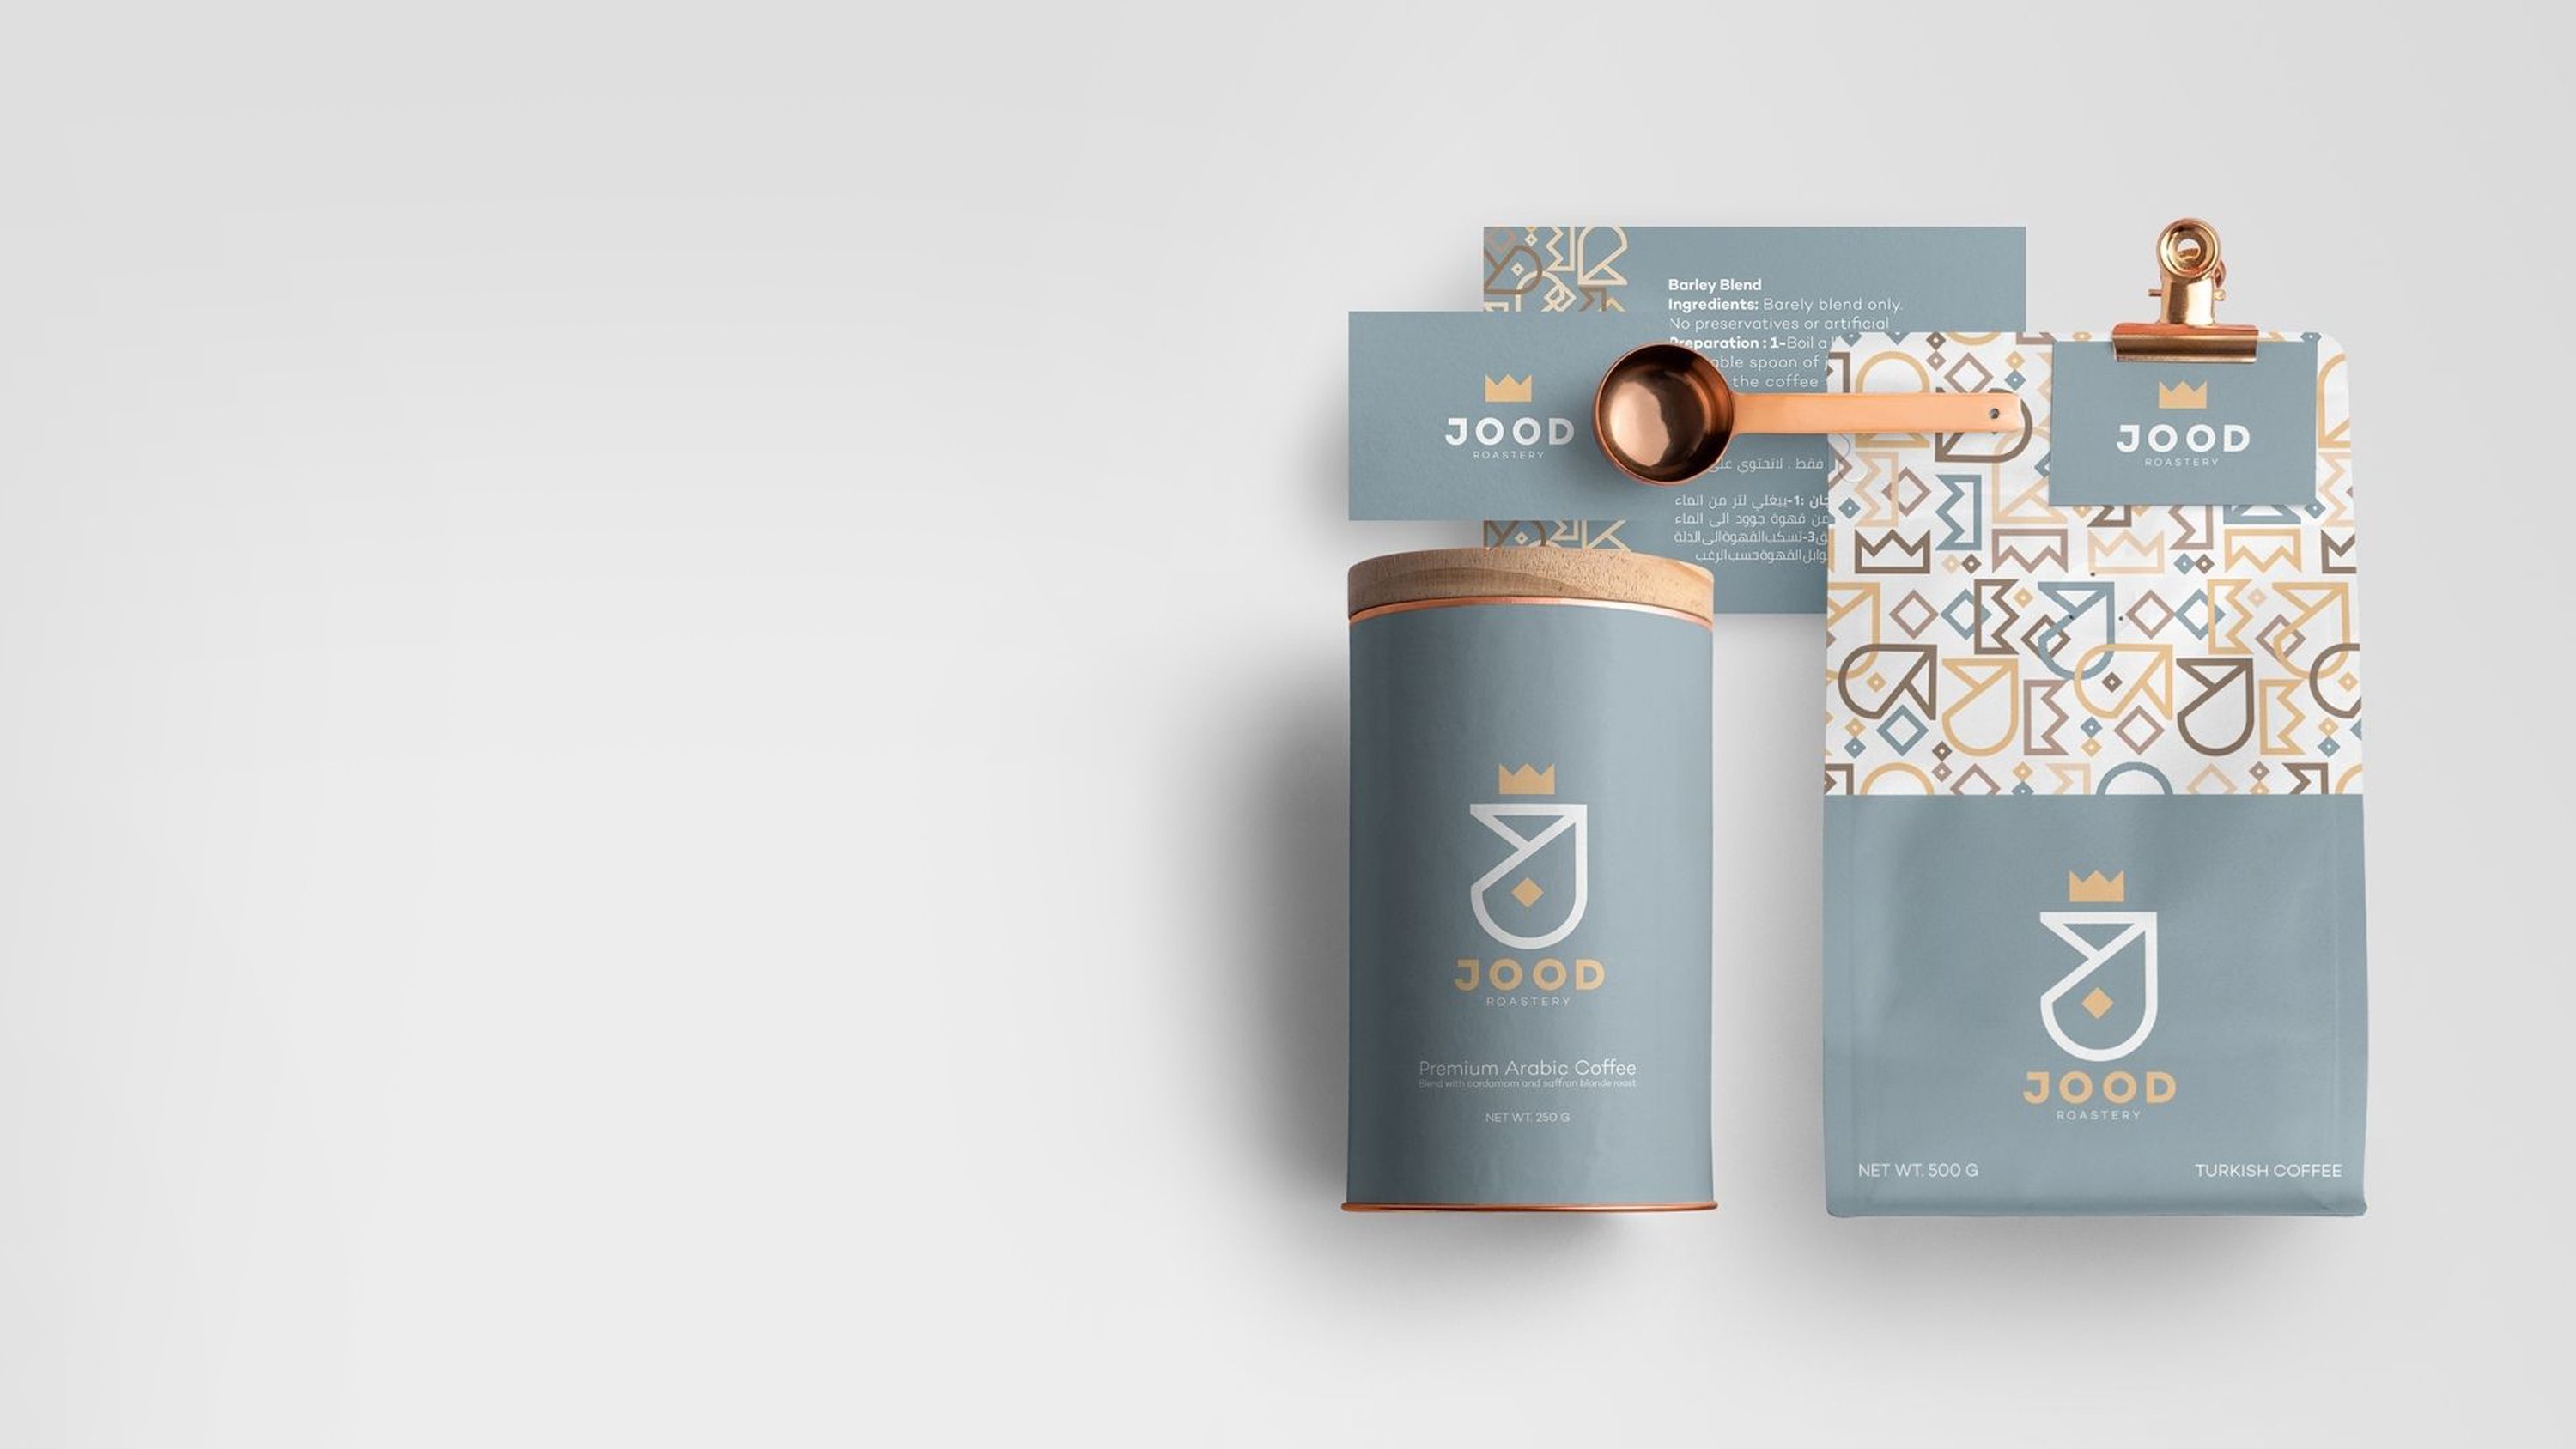 Barley Blend
Ingredients: Barely blend only.
No preservatives or artificial
Preparation : 1-Boil a
able spoon of
the coffee
فقط . لاتحتوي على
1-يغلي لتر من الماء
من قهوة جوود الى الماء
3-تسكب القهوة الى الدلة
القهوة حسب الرغب
JOOD
ROASTERY
JOOD
ROASTERY
JOOD
ROASTERY
Premium Arabic Coffee
Blend with cardamom and saffron blonde roast
NET WT. 250 G
JOOD
ROASTERY
NET WT. 500 G
TURKISH COFFEE